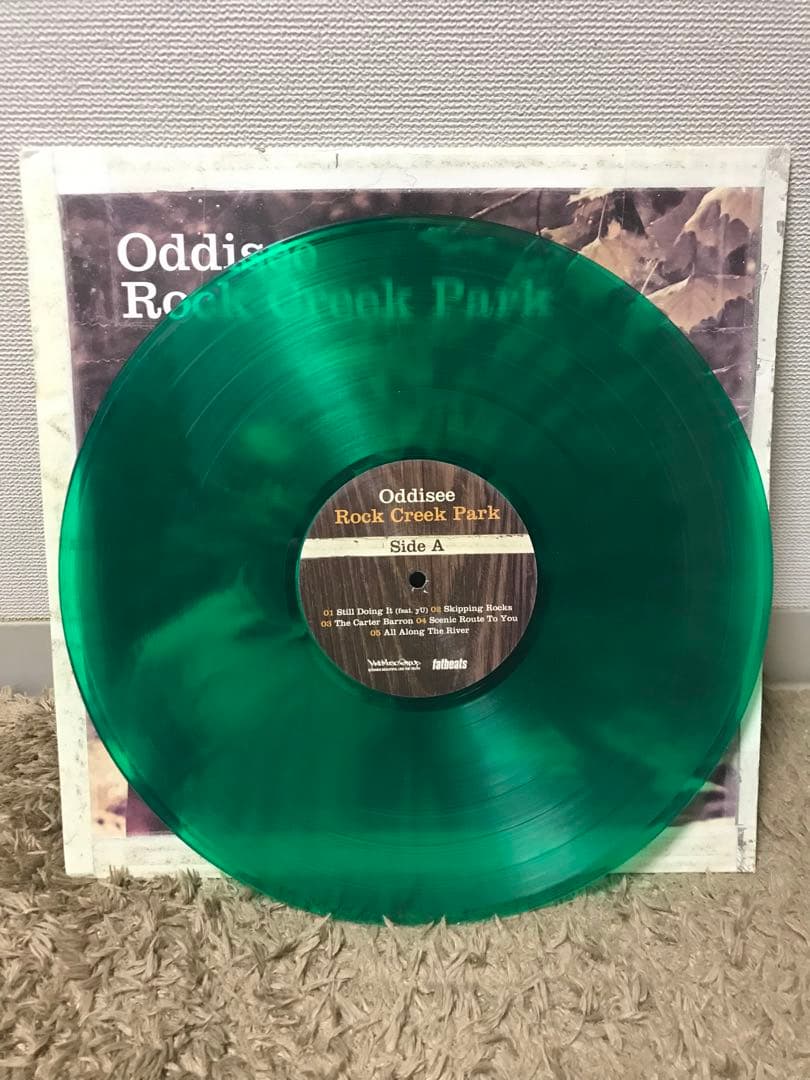 Oddisee
Rock Creek Park
Oddisee
Rock Creek Park
Side A
01 Still Doing It (feat. yU) 02 Skipping Rocks
03 The Carter Barron 04 Scenic Route To You
05 All Along The River
fatbeats